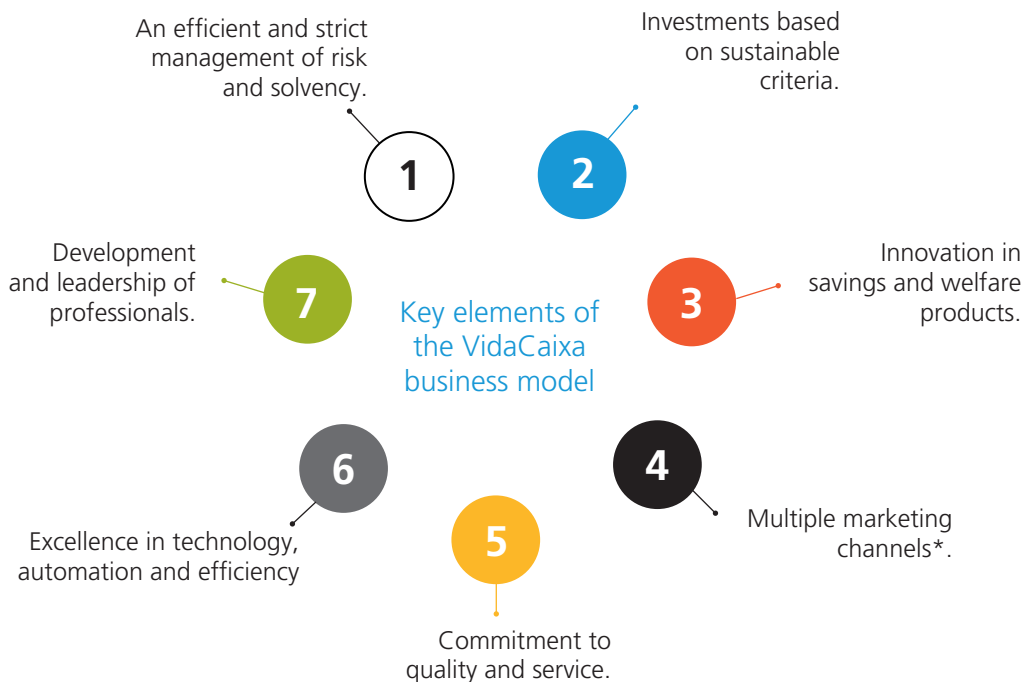 An efficient and strict
management of risk
and solvency.
1
Investments based
on sustainable
criteria.
2
Innovation in
savings and welfare
products.
3
Multiple marketing
channels*.
4
Commitment to
quality and service.
5
Excellence in technology,
automation and efficiency
6
Development
and leadership of
professionals.
7
Key elements of
the VidaCaixa
business model